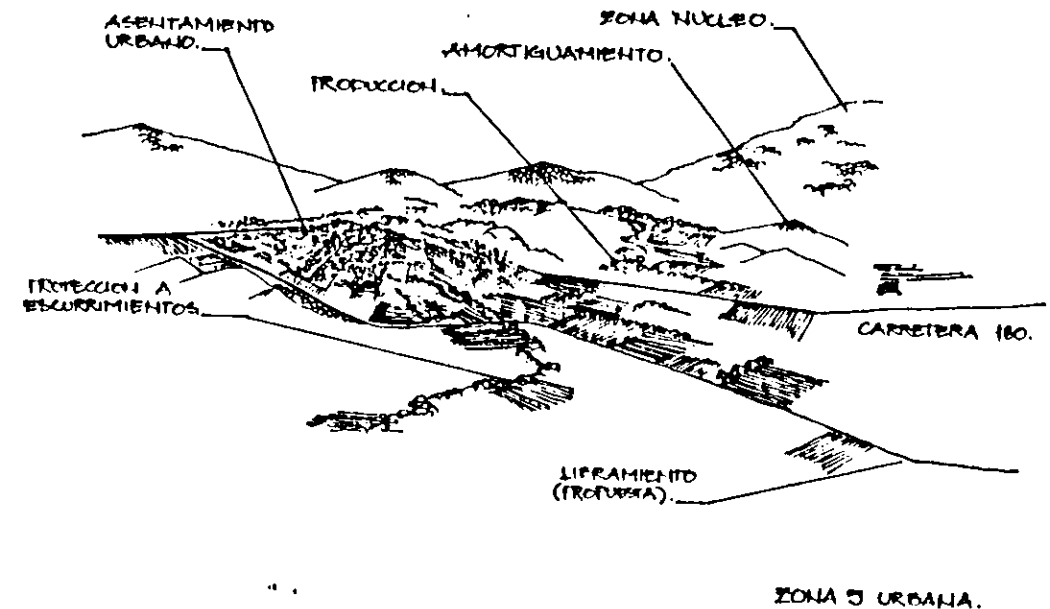 ASENTAMIENTO
URBANO.
ZONA NUCLEO.
AMORTIGUAMIENTO.
PRODUCCION.
PROTECCION A
ESCURRIMIENTOS.
CARRETERA 180.
LIBRAMIENTO
(PROPUESTA).
ZONA 5 URBANA.